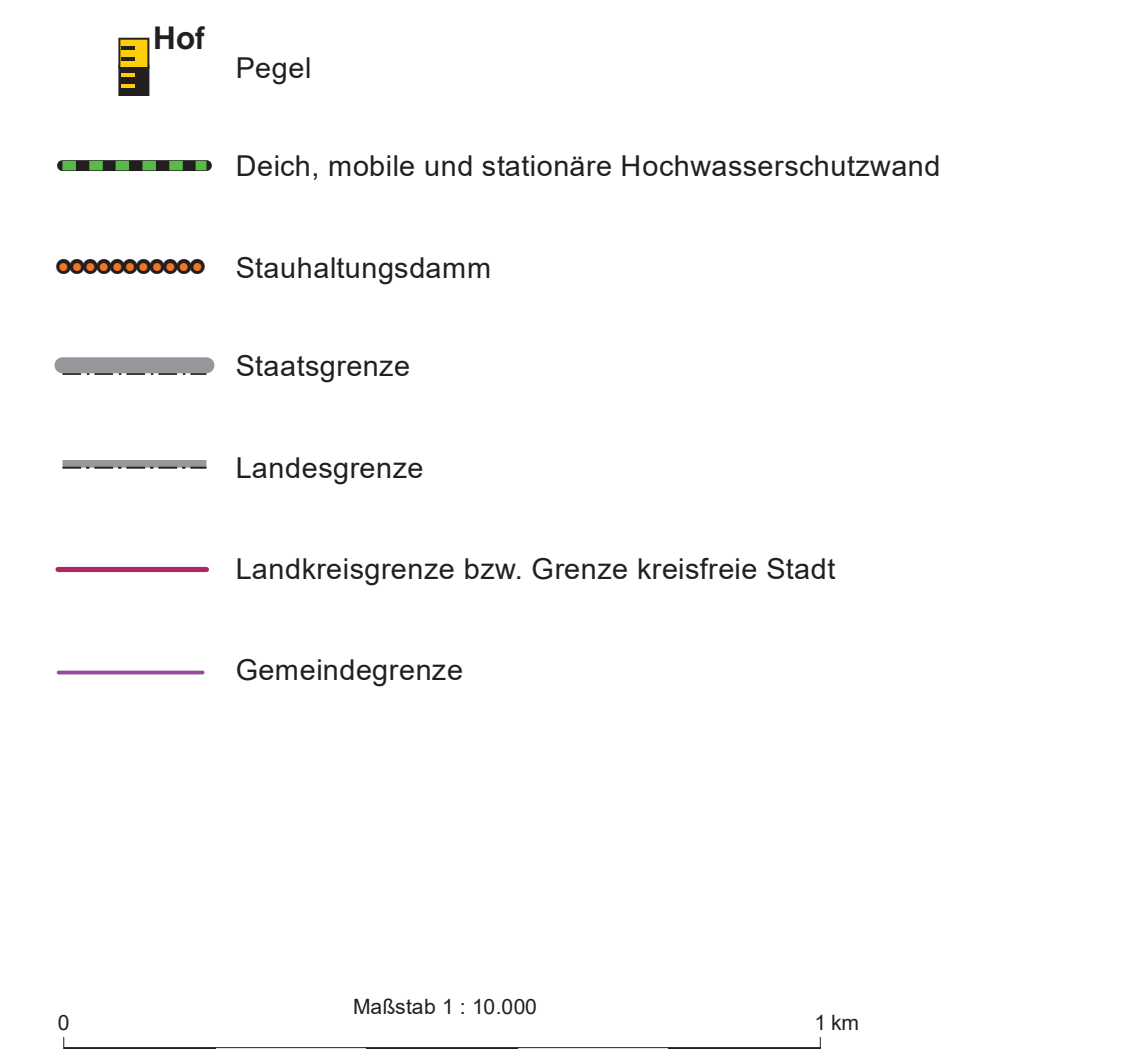 Hof
Pegel
Deich, mobile und stationäre Hochwasserschutzwand
Stauhaltungsdamm
Staatsgrenze
Landesgrenze
Landkreisgrenze bzw. Grenze kreisfreie Stadt
Gemeindegrenze
Maßstab 1 : 10.000
0 1 km